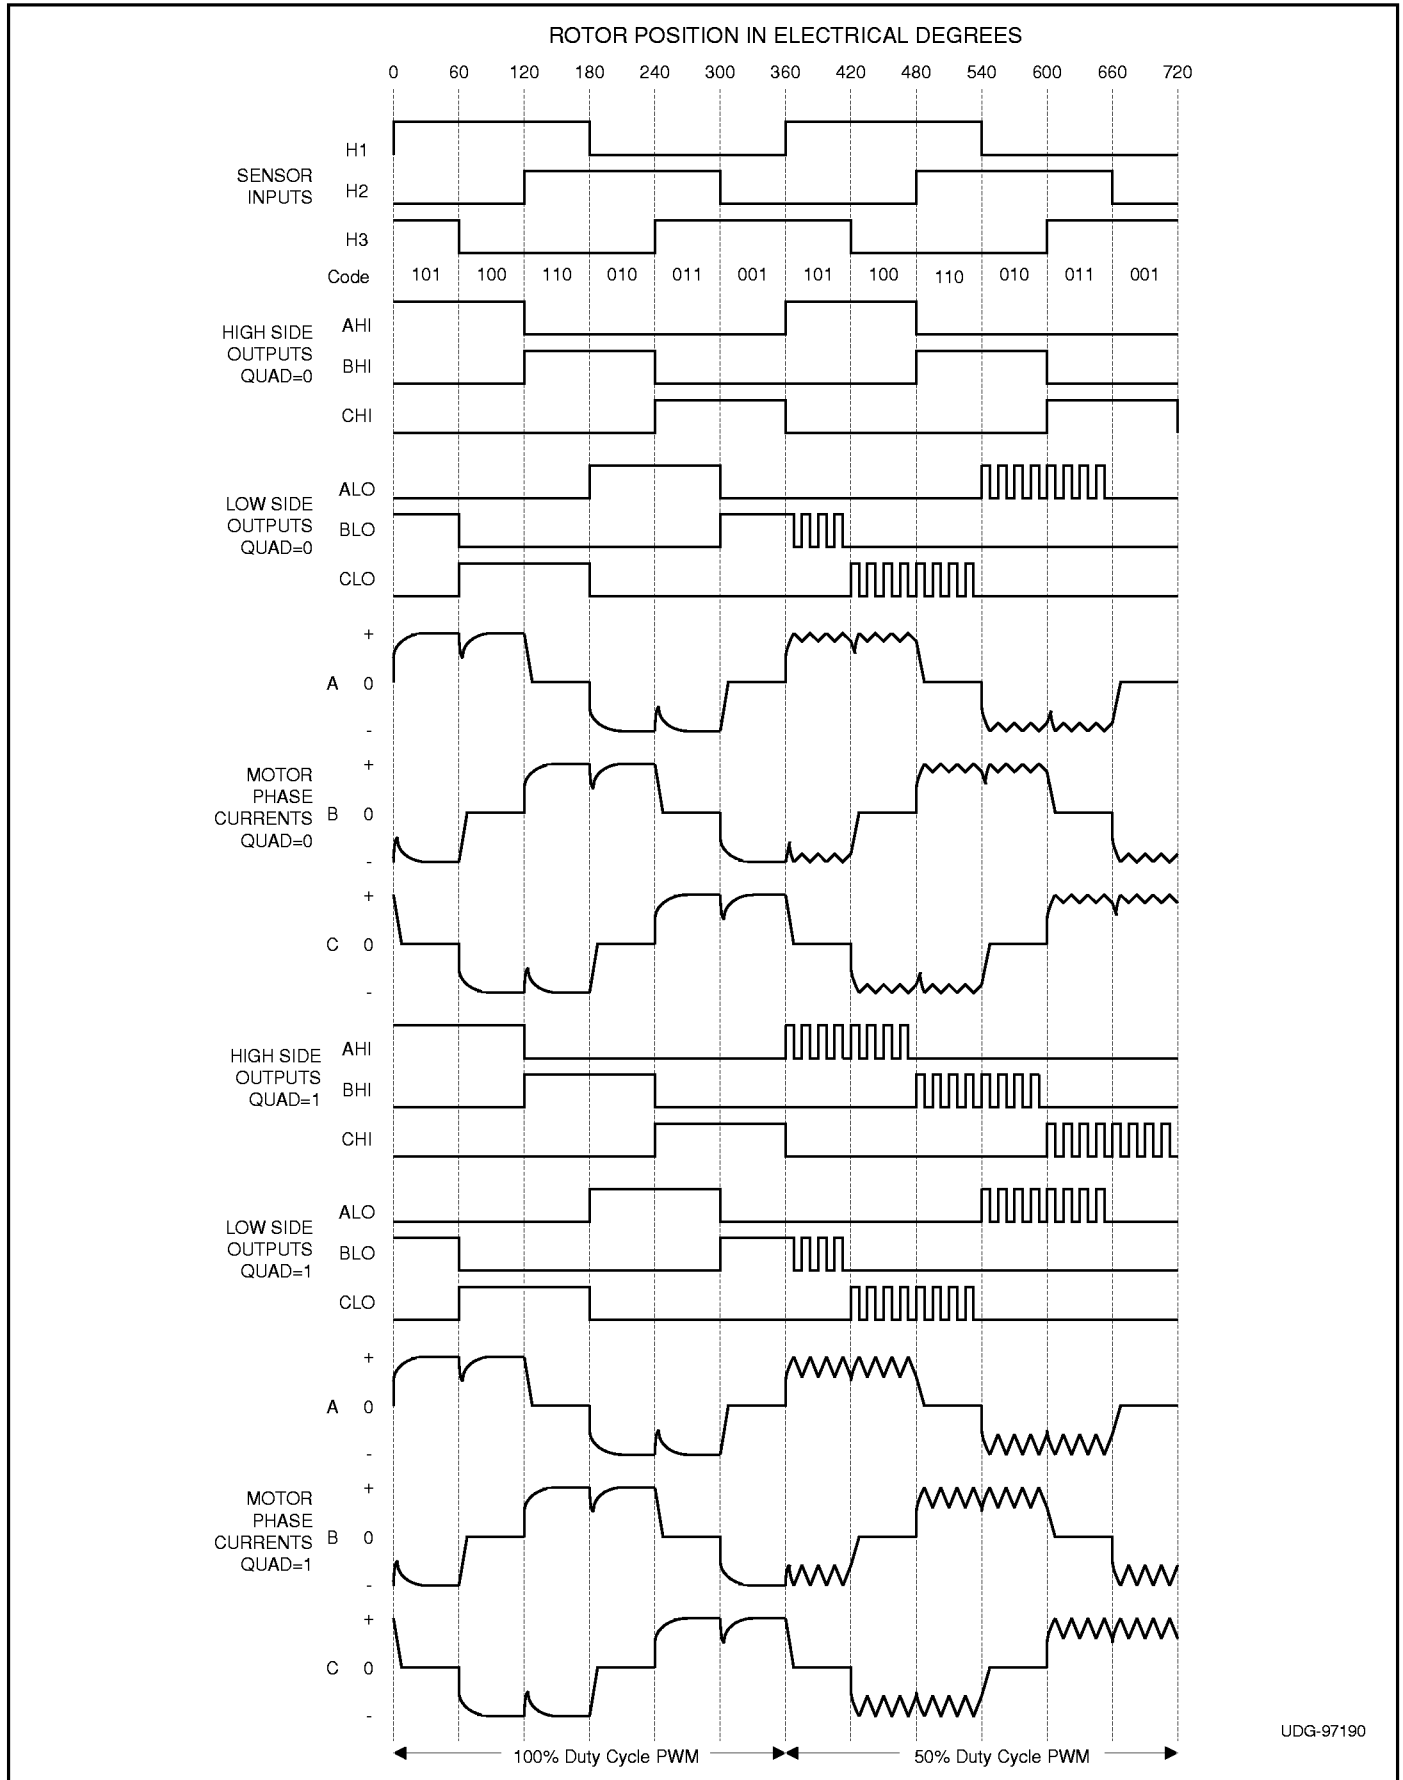 ROTOR POSITION IN ELECTRICAL DEGREES
0 60 120 180 240 300 360 420 480 540 600 660 720
H1
SENSOR
INPUTS
H2
H3
Code 101 100 110 010 011 001 101 100 110 010 011 001
HIGH SIDE
OUTPUTS
QUAD=0
AHI
BHI
CHI
LOW SIDE
OUTPUTS
QUAD=0
ALO
BLO
CLO
MOTOR
PHASE
CURRENTS
QUAD=0
+
A 0
-
+
B 0
-
+
C 0
-
HIGH SIDE
OUTPUTS
QUAD=1
AHI
BHI
CHI
LOW SIDE
OUTPUTS
QUAD=1
ALO
BLO
CLO
MOTOR
PHASE
CURRENTS
QUAD=1
+
A 0
-
+
B 0
-
+
C 0
-
UDG-97190
100% Duty Cycle PWM 50% Duty Cycle PWM